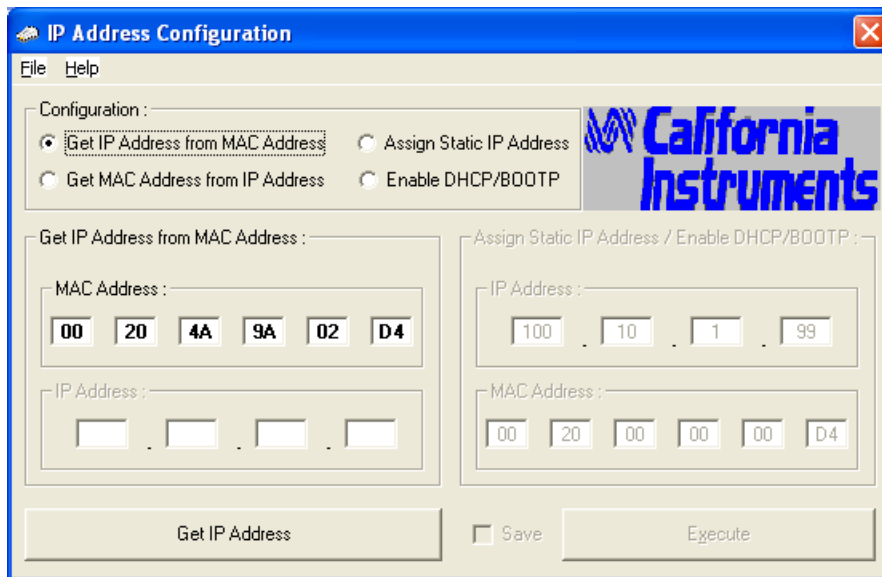 IP Address Configuration
File Help
Configuration :
Get IP Address from MAC Address
Assign Static IP Address
Get MAC Address from IP Address
Enable DHCP/BOOTP
California
Instruments
Get IP Address from MAC Address :
MAC Address :
00 20 4A 9A 02 D4
IP Address :
. . .
Get IP Address
Assign Static IP Address / Enable DHCP/BOOTP :
IP Address :
100 . 10 . 1 . 99
MAC Address :
00 20 00 00 00 D4
Save
Execute